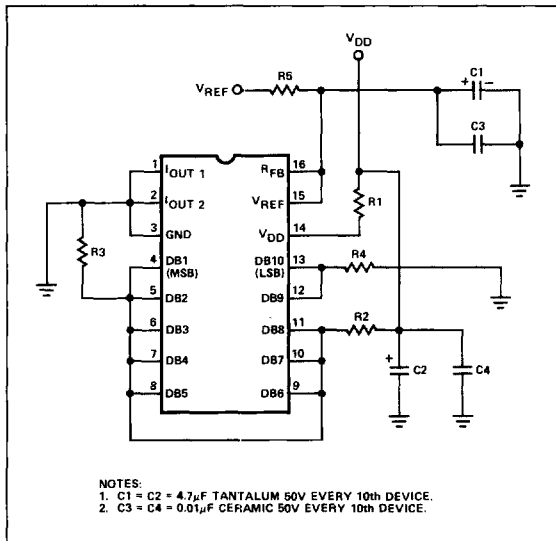 VDD
VREF
R5
+ C1 −
C3
1 IOUT 1
RFB 16
2 IOUT 2
VREF 15
R1
3 GND
VDD 14
R3
4 DB1 (MSB)
DB10 (LSB) 13
R4
5 DB2
DB9 12
6 DB3
DB8 11
R2
7 DB4
DB7 10
8 DB5
DB6 9
+ C2
C4
NOTES:
1. C1 = C2 = 4.7µF TANTALUM 50V EVERY 10th DEVICE.
2. C3 = C4 = 0.01µF CERAMIC 50V EVERY 10th DEVICE.